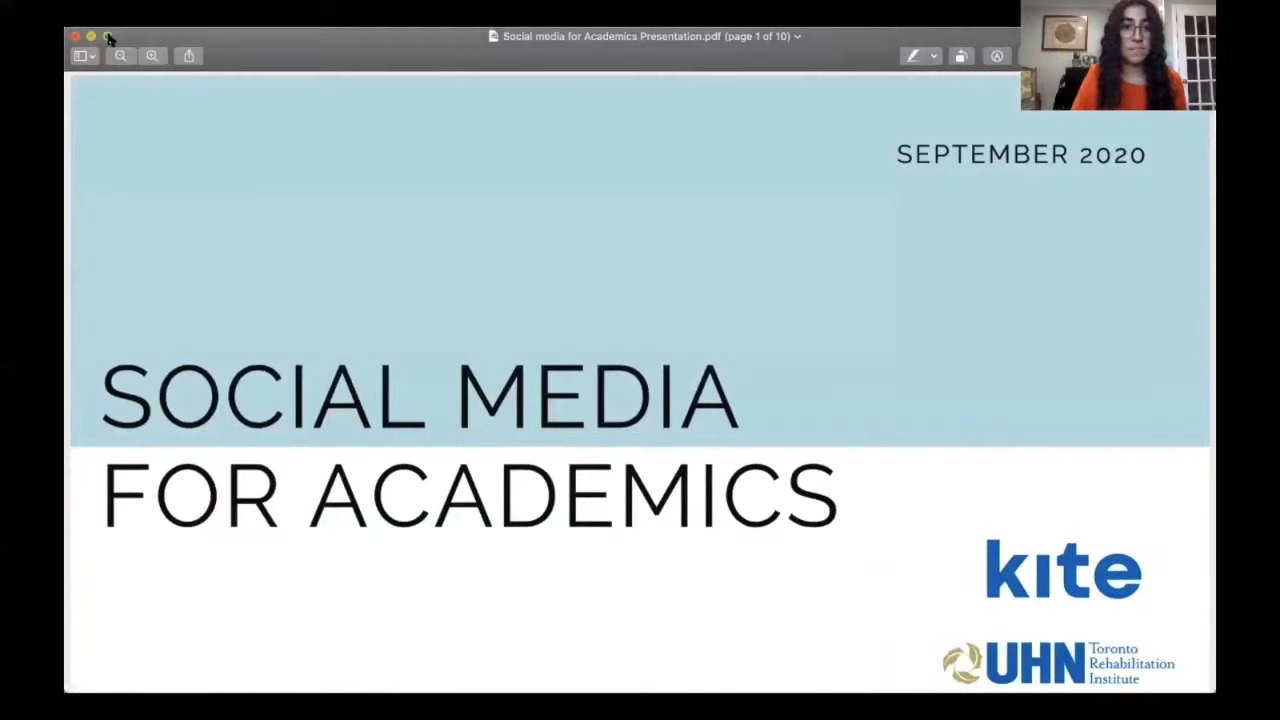 Social media for Academics Presentation.pdf (page 1 of 10)
SEPTEMBER 2020
SOCIAL MEDIA
FOR ACADEMICS
kite
UHN Toronto
Rehabilitation
Institute